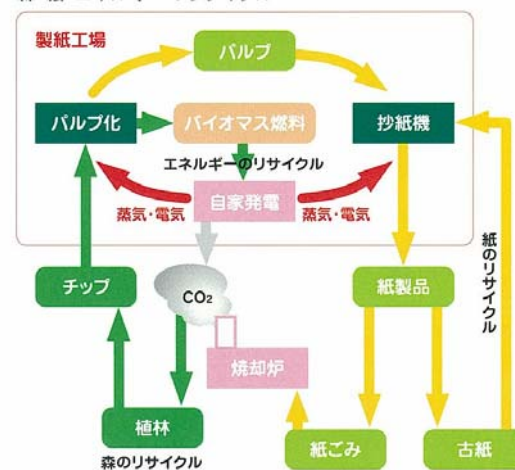 製紙工場
パルプ
パルプ化
バイオマス燃料
抄紙機
エネルギーのリサイクル
自家発電
蒸気・電気
蒸気・電気
チップ
CO₂
紙製品
紙のリサイクル
焼却炉
植林
紙ごみ
古紙
森のリサイクル